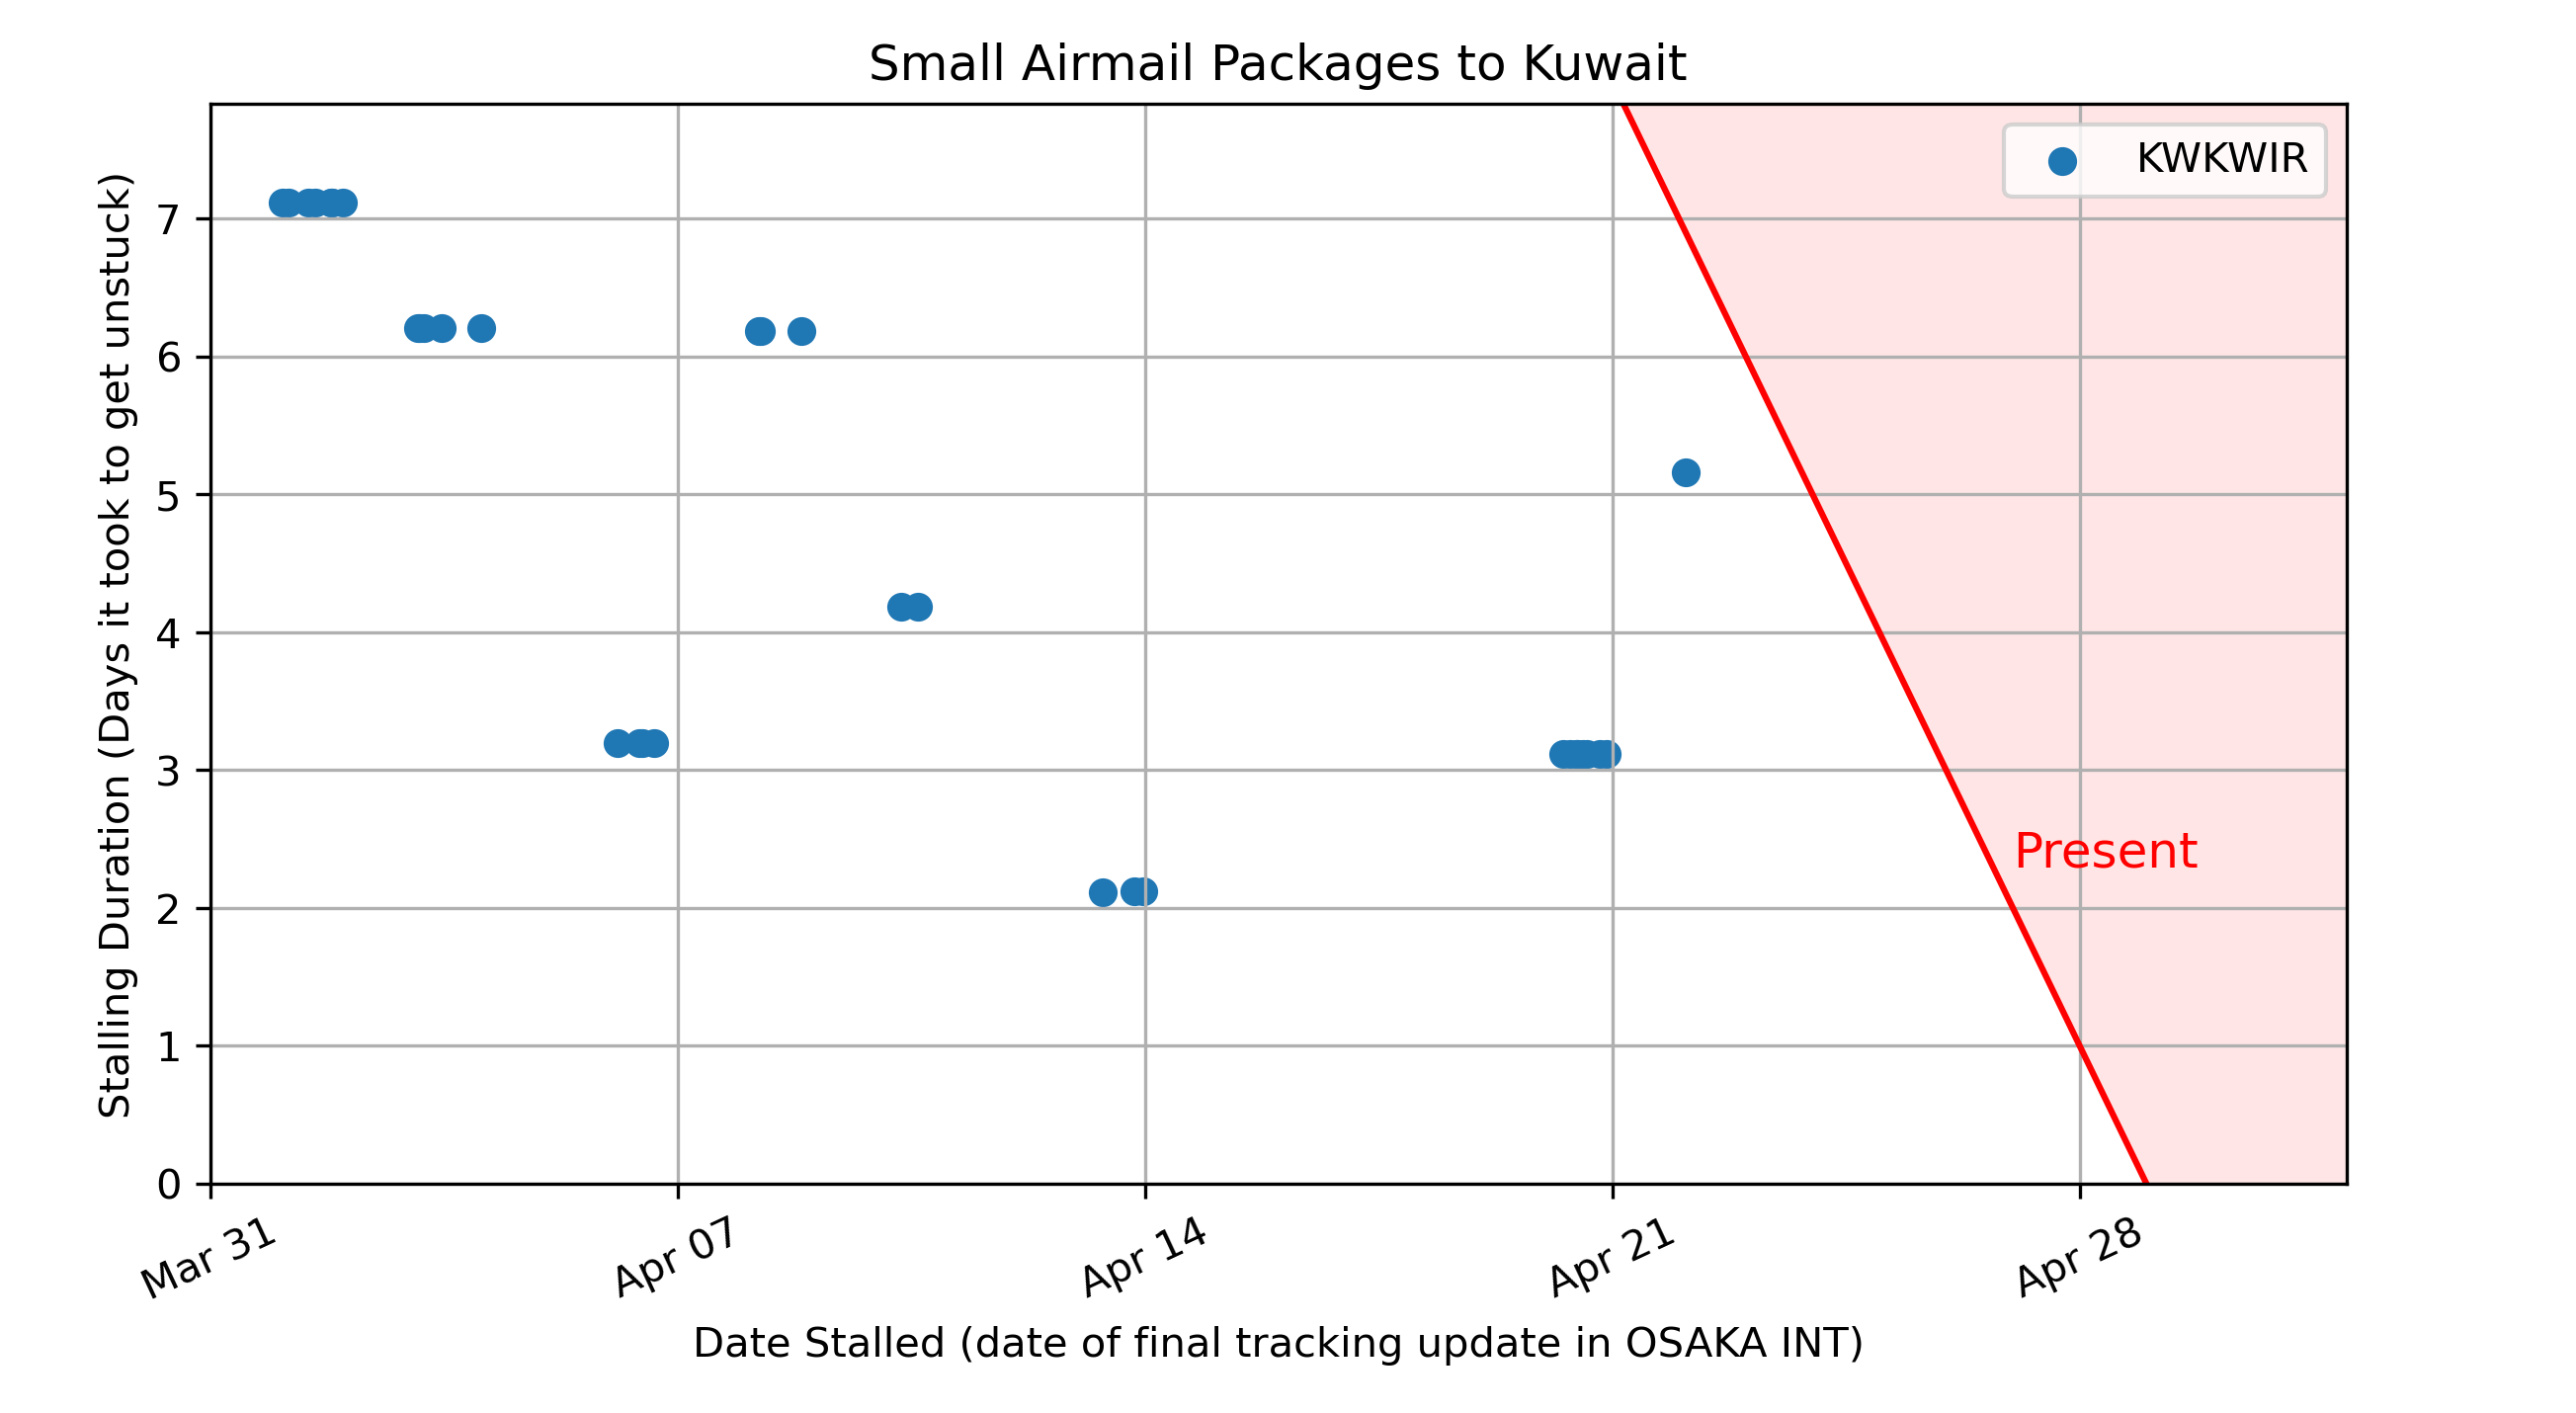 Small Airmail Packages to Kuwait
KWKWIR
Stalling Duration (Days it took to get unstuck)
7
6
5
4
3
2
1
0
Present
Mar 31
Apr 07
Apr 14
Apr 21
Apr 28
Date Stalled (date of final tracking update in OSAKA INT)